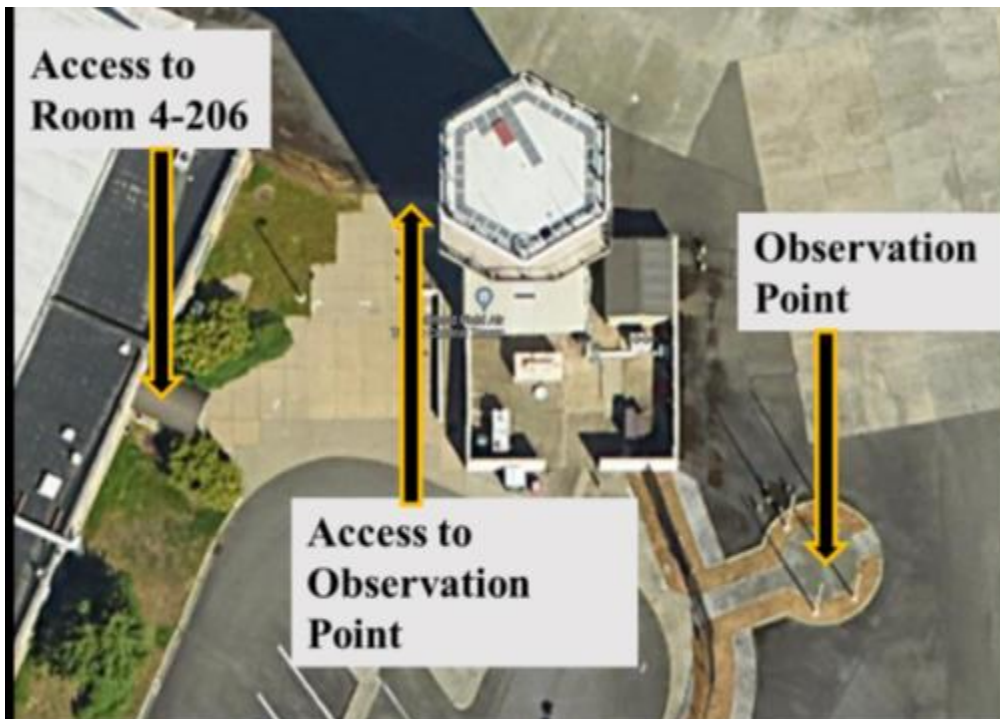 Access to
Room 4-206
Observation
Point
Access to
Observation
Point